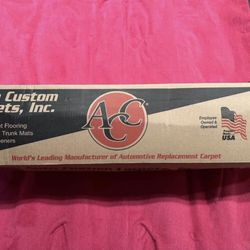 Custom
ets, Inc.
Flooring
Trunk Mats
eners
ACC
Employee
Owned &
Operated
USA
World's Leading Manufacturer of Automotive Replacement Carpet